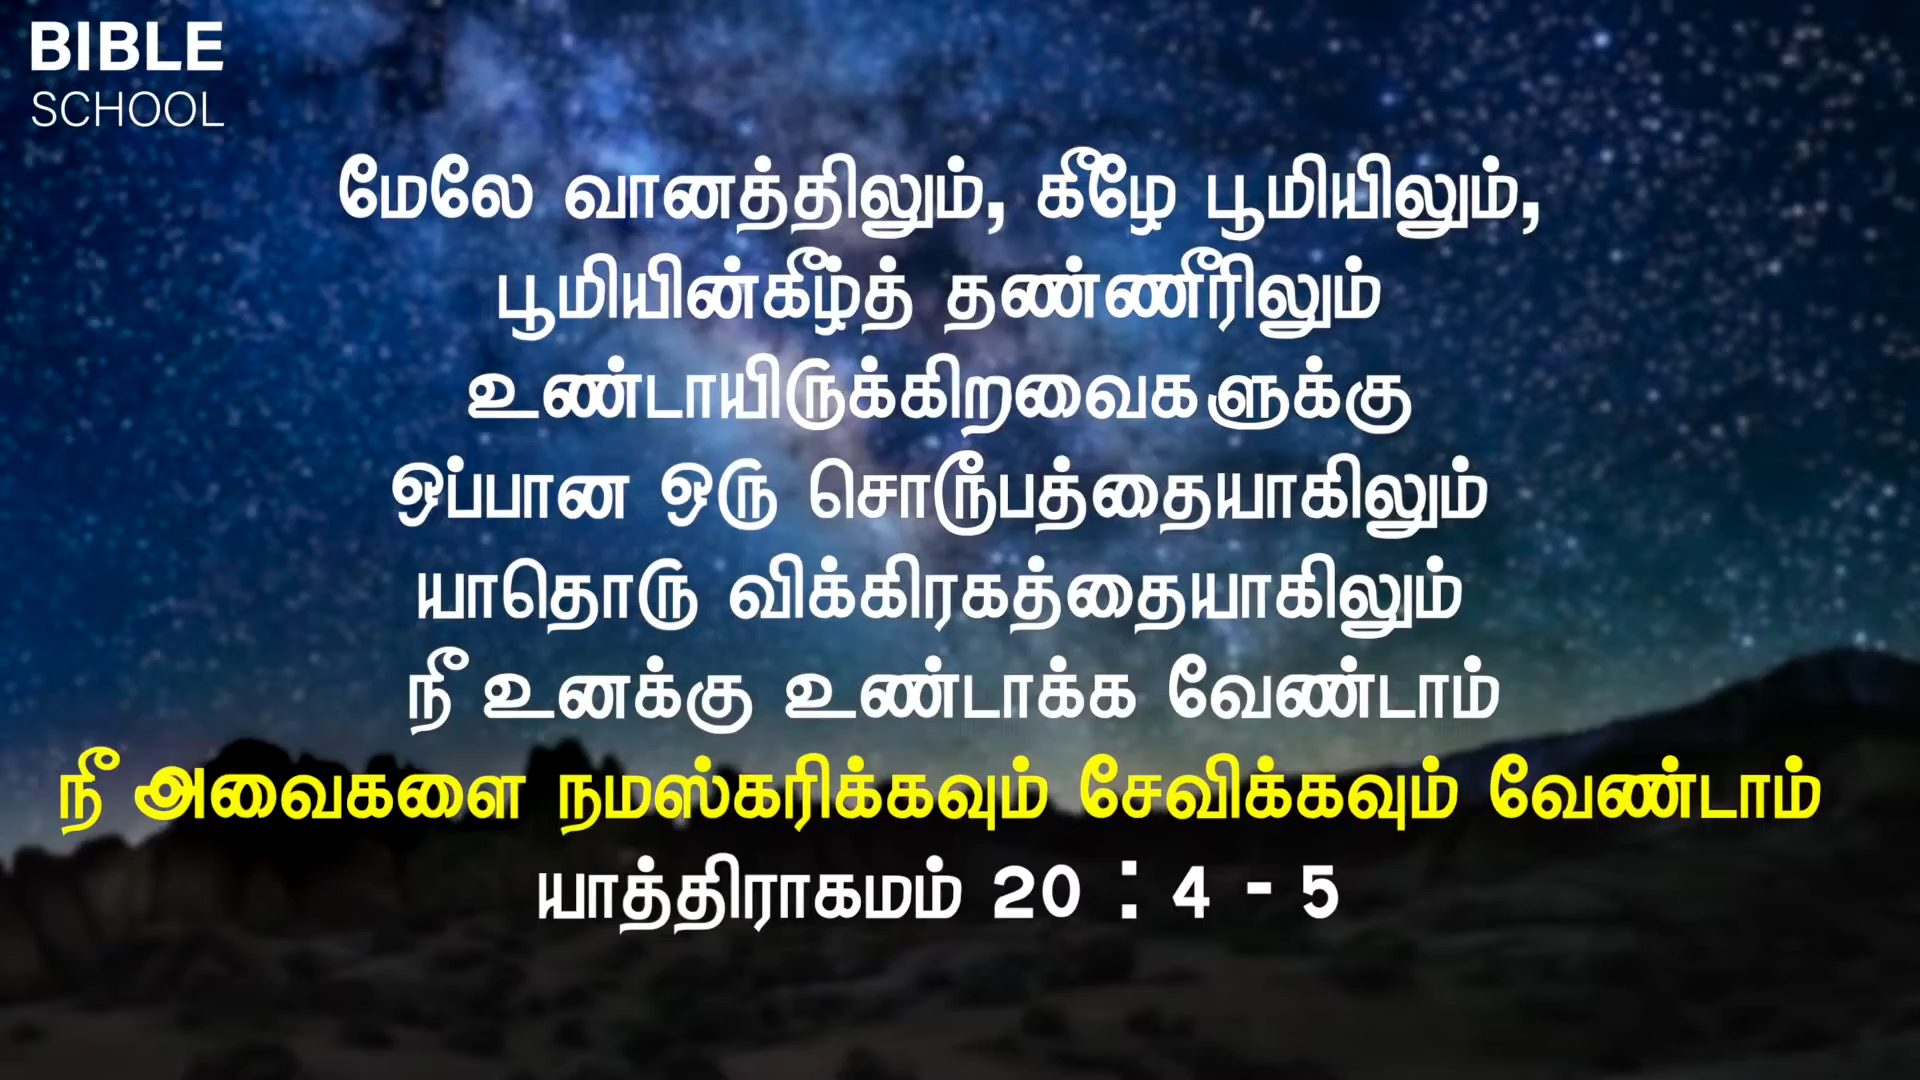 BIBLE
SCHOOL
மேலே வானத்திலும், கீழே பூமியிலும்,
பூமியின்கீழ்த் தண்ணீரிலும்
உண்டாயிருக்கிறவைகளுக்கு
ஒப்பான ஒரு சொரூபத்தையாகிலும்
யாதொரு விக்கிரகத்தையாகிலும்
நீ உனக்கு உண்டாக்க வேண்டாம்
நீ அவைகளை நமஸ்கரிக்கவும் சேவிக்கவும் வேண்டாம்
யாத்திராகமம் 20 : 4 - 5